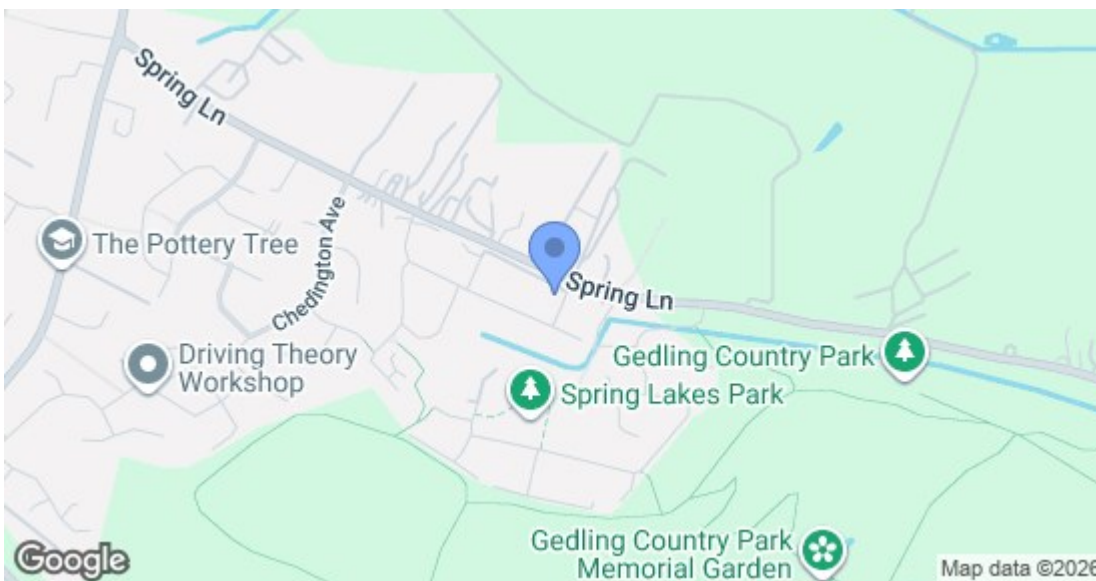 Spring Ln
The Pottery Tree
Chedington Ave
Spring Ln
Driving Theory
Workshop
Gedling Country Park
Spring Lakes Park
Gedling Country Park
Memorial Garden
Google
Map data ©2026